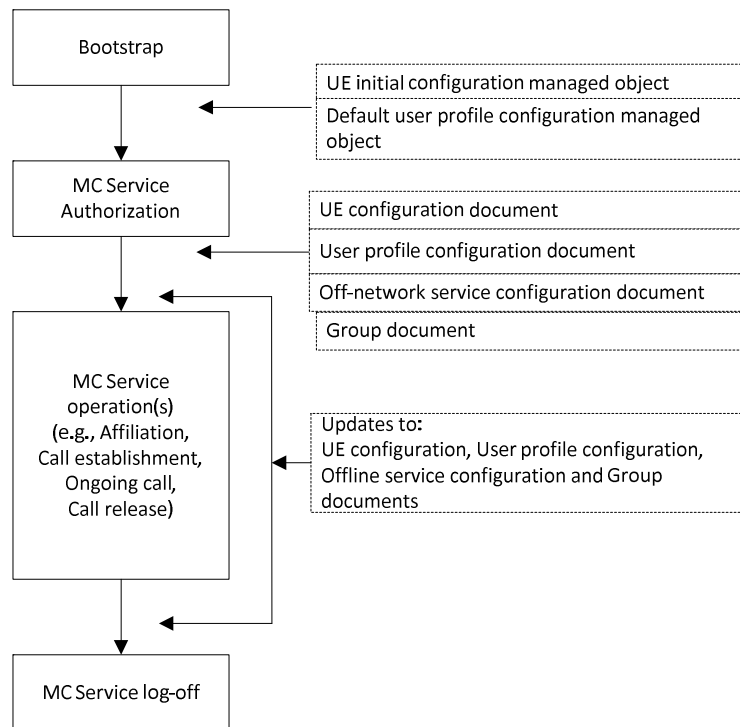 Bootstrap
UE initial configuration managed object
Default user profile configuration managed
object
MC Service
Authorization
UE configuration document
User profile configuration document
Off-network service configuration document
Group document
MC Service
operation(s)
(e.g., Affiliation,
Call establishment,
Ongoing call,
Call release)
Updates to:
UE configuration, User profile configuration,
Offline service configuration and Group
documents
MC Service log-off